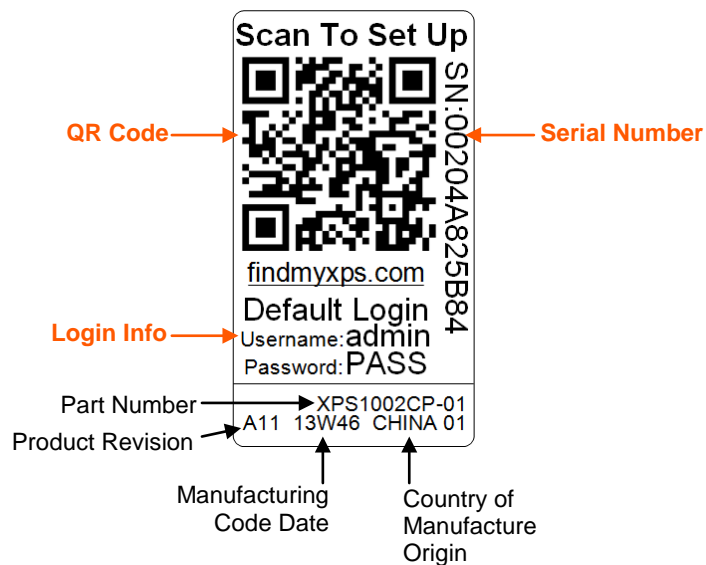 Scan To Set Up
QR Code
SN:00204A825B84
Serial Number
findmyxps.com
Default Login
Login Info
Username:admin
Password:PASS
Part Number
XPS1002CP-01
Product Revision
A11 13W46 CHINA 01
Manufacturing
Code Date
Country of
Manufacture
Origin